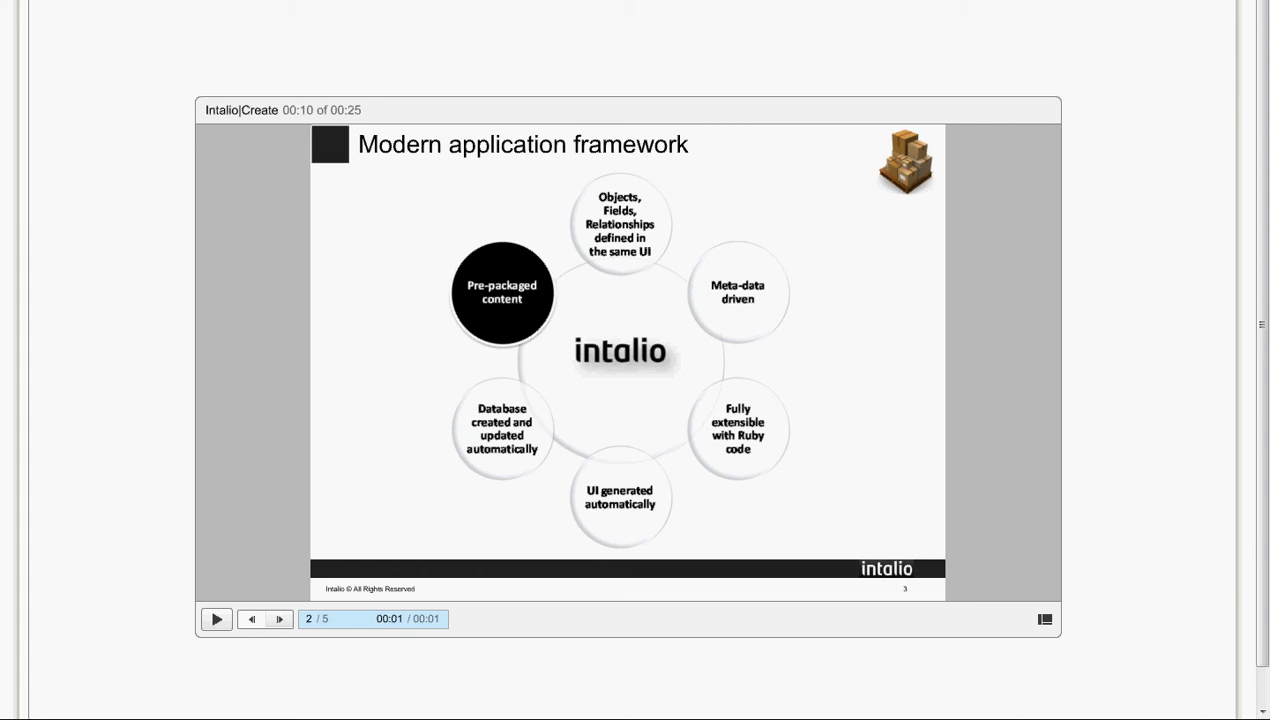 Intalio|Create 00:10 of 00:25
Modern application framework
Objects,
Fields,
Relationships
defined in
the same UI
Pre-packaged
content
Meta-data
driven
intalio
Database
created and
updated
automatically
Fully
extensible
with Ruby
code
UI generated
automatically
intalio
Intalio © All Rights Reserved
3
2 / 5
00:01 / 00:01